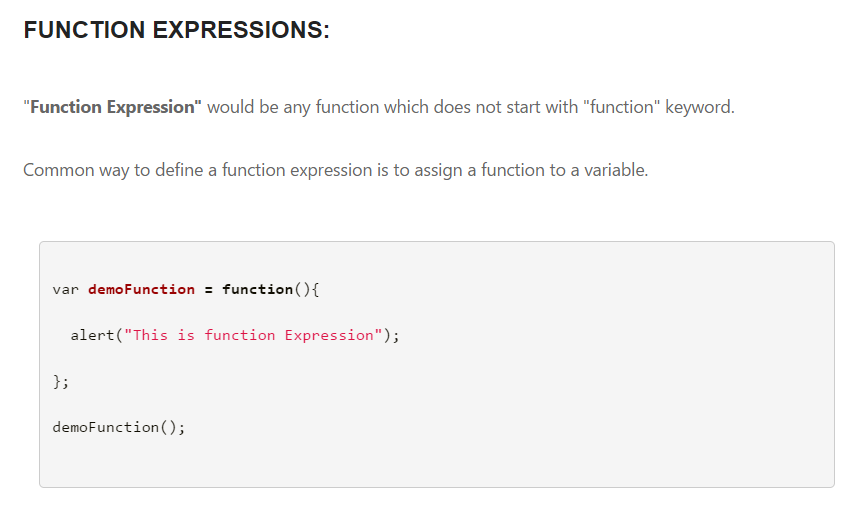 FUNCTION EXPRESSIONS:
"Function Expression" would be any function which does not start with "function" keyword.
Common way to define a function expression is to assign a function to a variable.
var demoFunction = function(){
  alert("This is function Expression");
};
demoFunction();